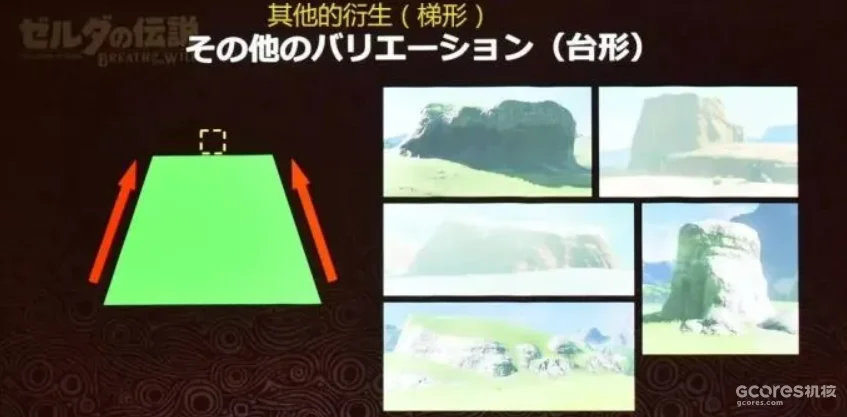 其他的衍生（梯形）
ゼルダの伝説
BREATH OF THE WILD
その他のバリエーション（台形）
GCORES机核
gcores.com